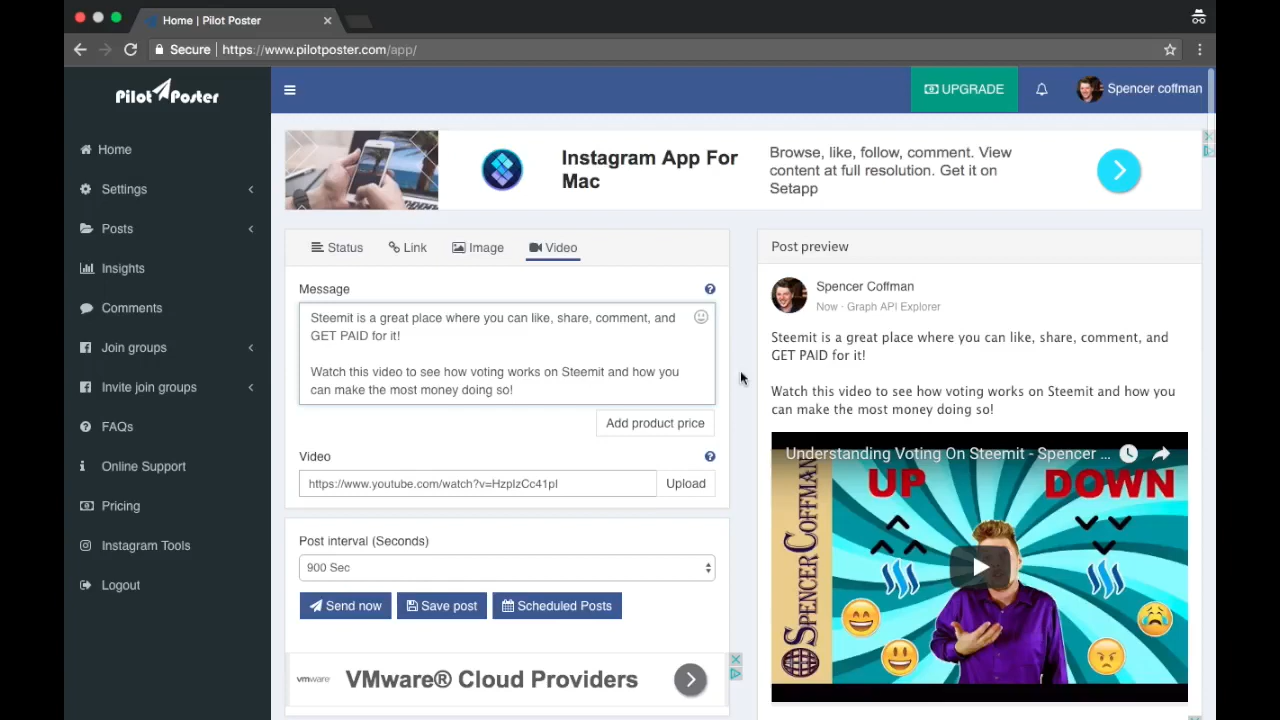 Home | Pilot Poster
Secure
https://www.pilotposter.com/app/
Pilot Poster
UPGRADE
Spencer coffman
Home
Settings
Posts
Insights
Comments
Join groups
Invite join groups
FAQs
Online Support
Pricing
Instagram Tools
Logout
Instagram App For
Mac
Browse, like, follow, comment. View
content at full resolution. Get it on
Setapp
Status
Link
Image
Video
Message
Steemit is a great place where you can like, share, comment, and
GET PAID for it!
Watch this video to see how voting works on Steemit and how you
can make the most money doing so!
Add product price
Video
https://www.youtube.com/watch?v=HzpIzCc41pI
Upload
Post interval (Seconds)
900 Sec
Send now
Save post
Scheduled Posts
vmware
VMware® Cloud Providers
Post preview
Spencer Coffman
Now · Graph API Explorer
Steemit is a great place where you can like, share, comment, and
GET PAID for it!
Watch this video to see how voting works on Steemit and how you
can make the most money doing so!
Understanding Voting On Steemit - Spencer ...
UP
DOWN
SPENCER COFFMAN